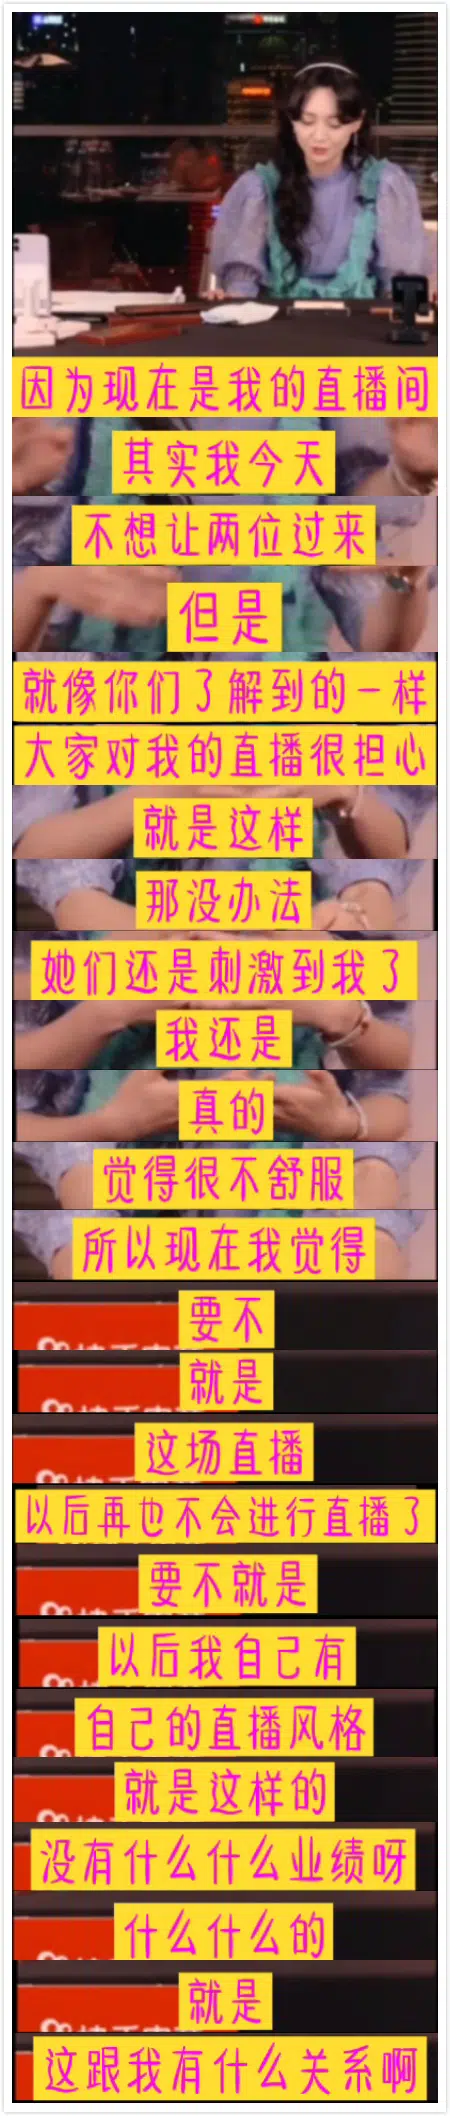 因为现在是我的直播间
其实我今天
不想让两位过来
但是
就像你们了解到的一样
大家对我的直播很担心
就是这样
那没办法
她们还是刺激到我了
我还是
真的
觉得很不舒服
所以现在我觉得
要不
就是
这场直播
以后再也不会进行直播了
要不就是
以后我自己有
自己的直播风格
就是这样的
没有什么什么业绩呀
什么什么的
就是
这跟我有什么关系啊